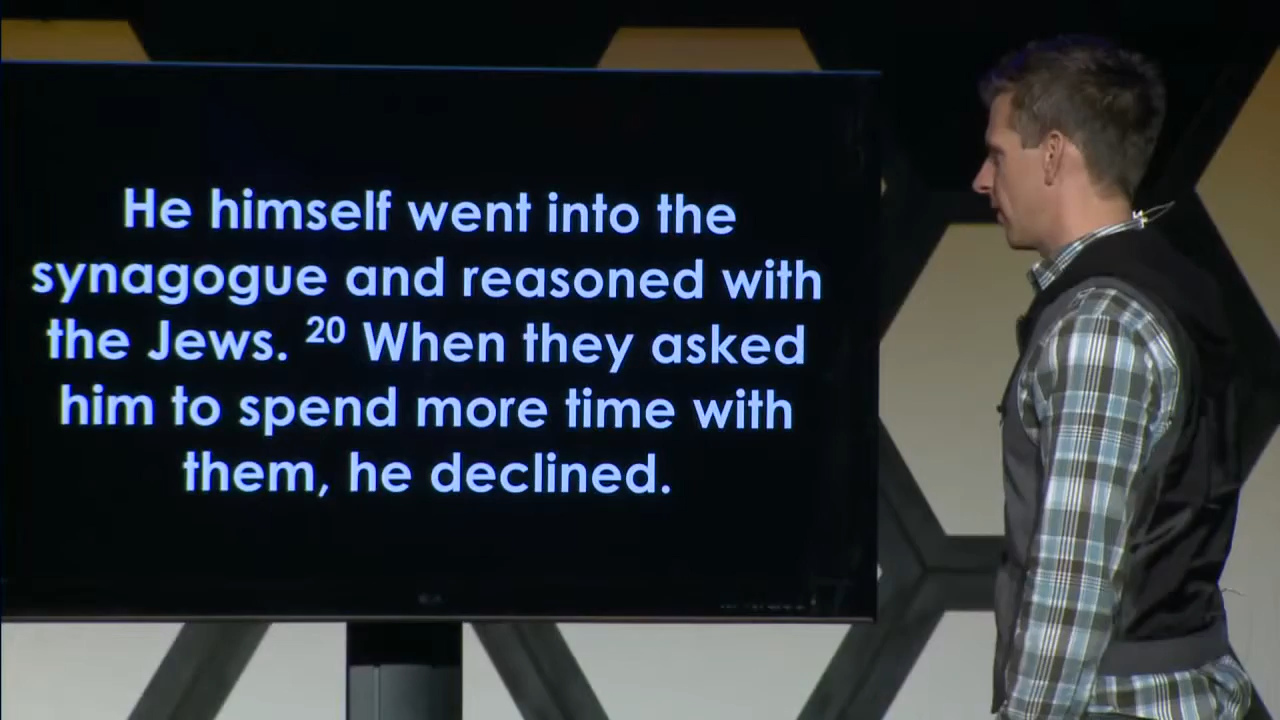 He himself went into the
synagogue and reasoned with
the Jews. 20 When they asked
him to spend more time with
them, he declined.